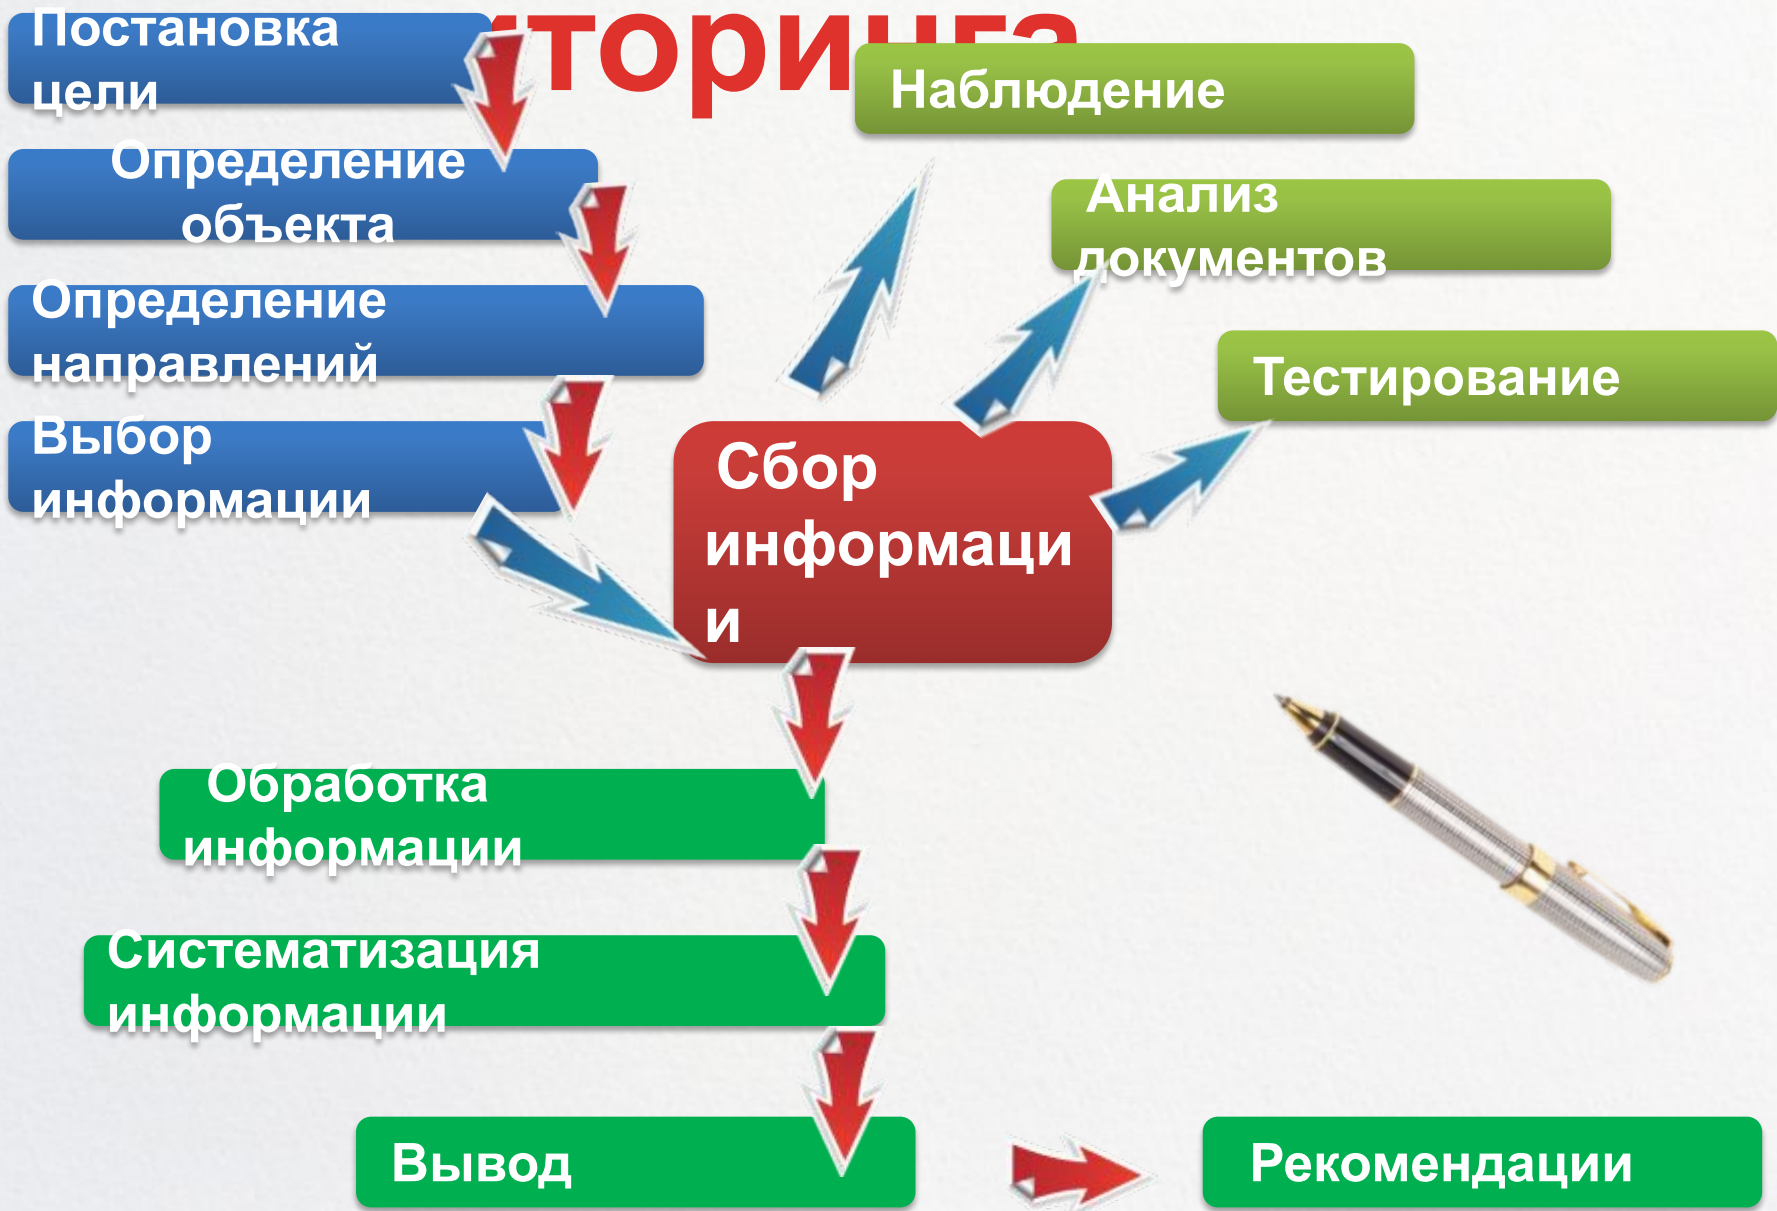 Постановка
цели
Наблюдение
Определение
объекта
Анализ
документов
Определение
направлений
Тестирование
Выбор
информации
Сбор
информаци
и
Обработка
информации
Систематизация
информации
Вывод
Рекомендации